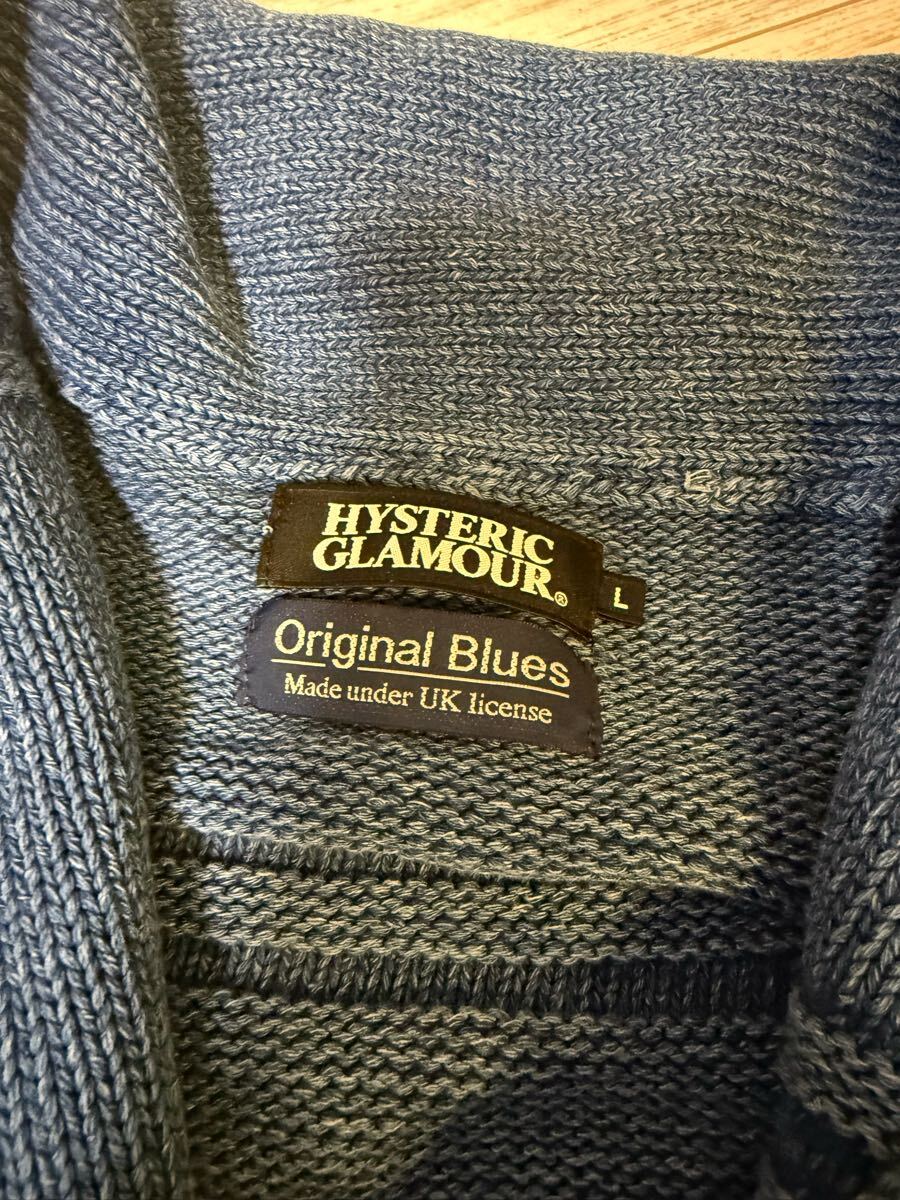 HYSTERIC
GLAMOUR®
L
Original Blues
Made under UK license